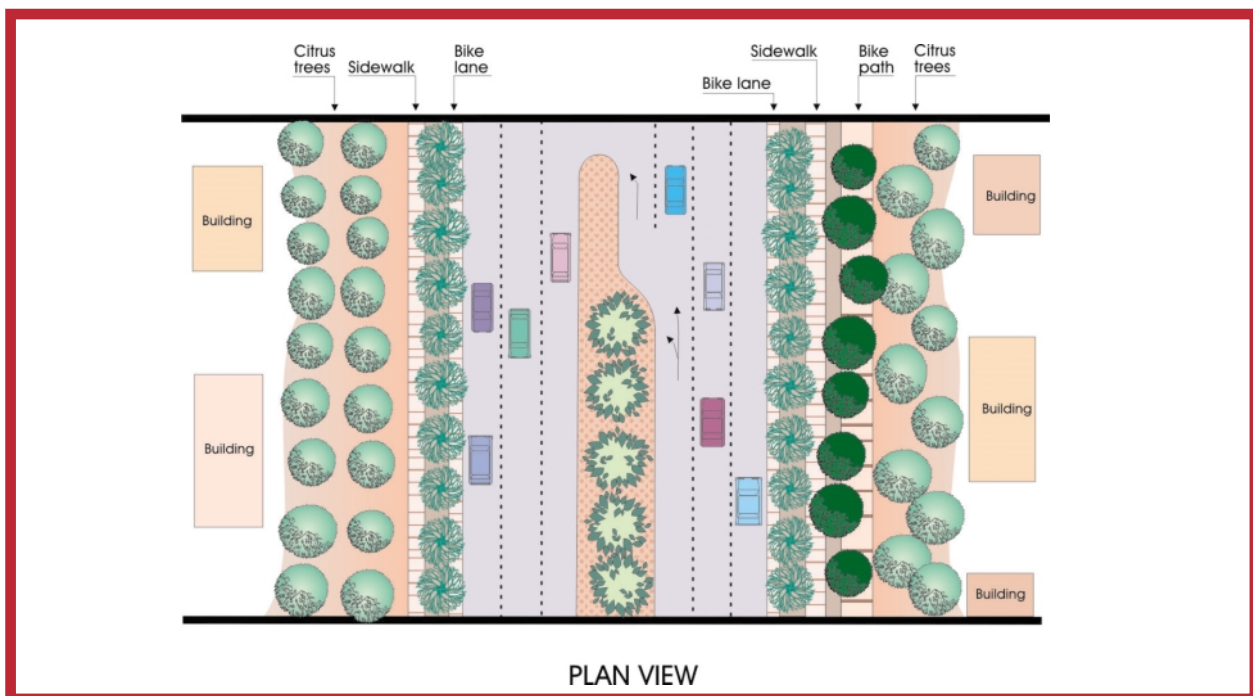 Citrus
trees
Sidewalk
Bike
lane
Bike lane
Sidewalk
Bike
path
Citrus
trees
Building
Building
Building
Building
Building
PLAN VIEW